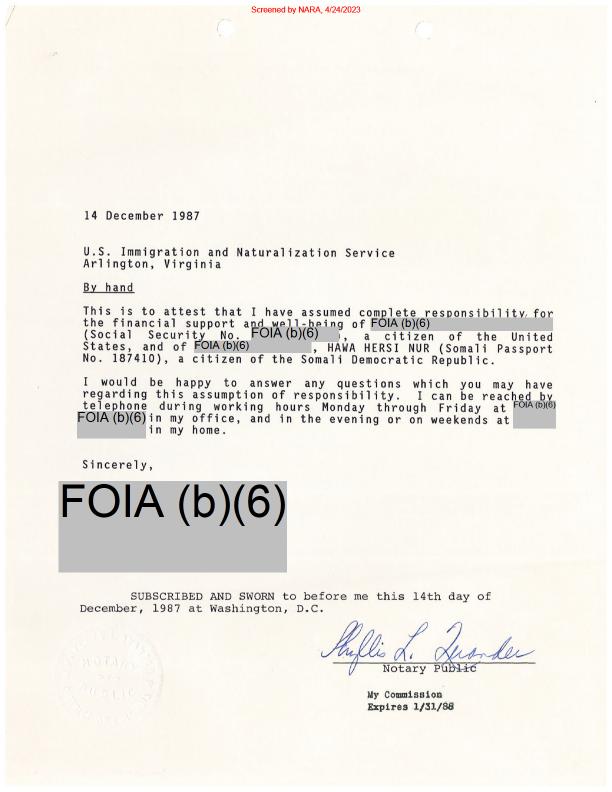 Screened by NARA, 4/24/2023
14 December 1987
U.S. Immigration and Naturalization Service
Arlington, Virginia
By hand
This is to attest that I have assumed complete responsibility for
the financial support and well-being of FOIA (b)(6)
(Social Security No. FOIA (b)(6) ), a citizen of the United
States, and of FOIA (b)(6) , HAWA HERSI NUR (Somali Passport
No. 187410), a citizen of the Somali Democratic Republic.
I would be happy to answer any questions which you may have
regarding this assumption of responsibility. I can be reached by
telephone during working hours Monday through Friday at FOIA (b)(6)
FOIA (b)(6) in my office, and in the evening or on weekends at
in my home.
Sincerely,
FOIA (b)(6)
SUBSCRIBED AND SWORN to before me this 14th day of
December, 1987 at Washington, D.C.
Phyllis L.
Notary Public
My Commission
Expires 1/31/88
NOTARY
PUBLIC